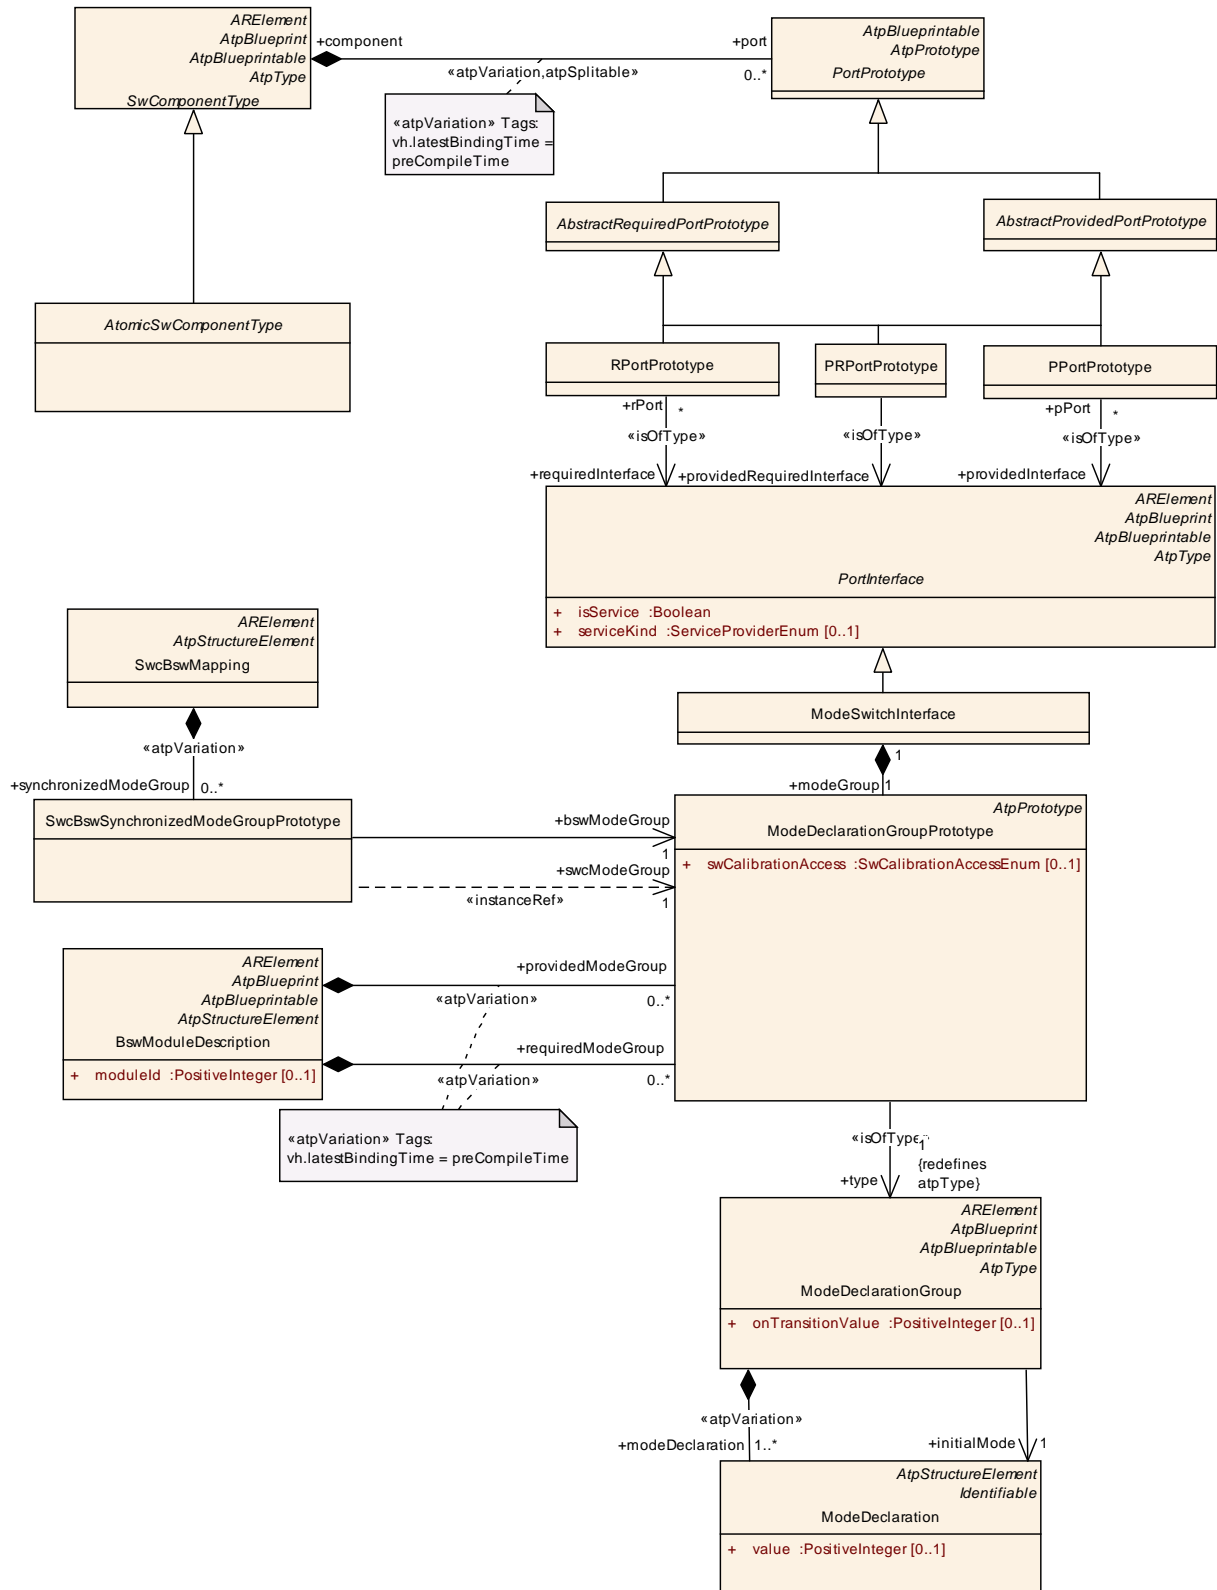 ARElement
AtpBlueprint
AtpBlueprintable
AtpType
SwComponentType
+component
+port
«atpVariation,atpSplitable»
0..*
AtpBlueprintable
AtpPrototype
PortPrototype
«atpVariation» Tags:
vh.latestBindingTime =
preCompileTime
AbstractRequiredPortPrototype
AbstractProvidedPortPrototype
AtomicSwComponentType
RPortPrototype
PRPortPrototype
PPortPrototype
+rPort
*
+pPort
*
«isOfType»
«isOfType»
«isOfType»
+requiredInterface
+providedRequiredInterface
+providedInterface
ARElement
AtpBlueprint
AtpBlueprintable
AtpType
PortInterface
+ isService :Boolean
+ serviceKind :ServiceProviderEnum [0..1]
ARElement
AtpStructureElement
SwcBswMapping
ModeSwitchInterface
«atpVariation»
1
+synchronizedModeGroup
0..*
+modeGroup
1
SwcBswSynchronizedModeGroupPrototype
+bswModeGroup
1
+swcModeGroup
«instanceRef»
1
AtpPrototype
ModeDeclarationGroupPrototype
+ swCalibrationAccess :SwCalibrationAccessEnum [0..1]
ARElement
AtpBlueprint
AtpBlueprintable
AtpStructureElement
BswModuleDescription
+ moduleId :PositiveInteger [0..1]
+providedModeGroup
«atpVariation»
0..*
+requiredModeGroup
«atpVariation»
0..*
«atpVariation» Tags:
vh.latestBindingTime = preCompileTime
«isOfType»
1
{redefines
atpType}
+type
ARElement
AtpBlueprint
AtpBlueprintable
AtpType
ModeDeclarationGroup
+ onTransitionValue :PositiveInteger [0..1]
«atpVariation»
+modeDeclaration
1..*
+initialMode
1
AtpStructureElement
Identifiable
ModeDeclaration
+ value :PositiveInteger [0..1]